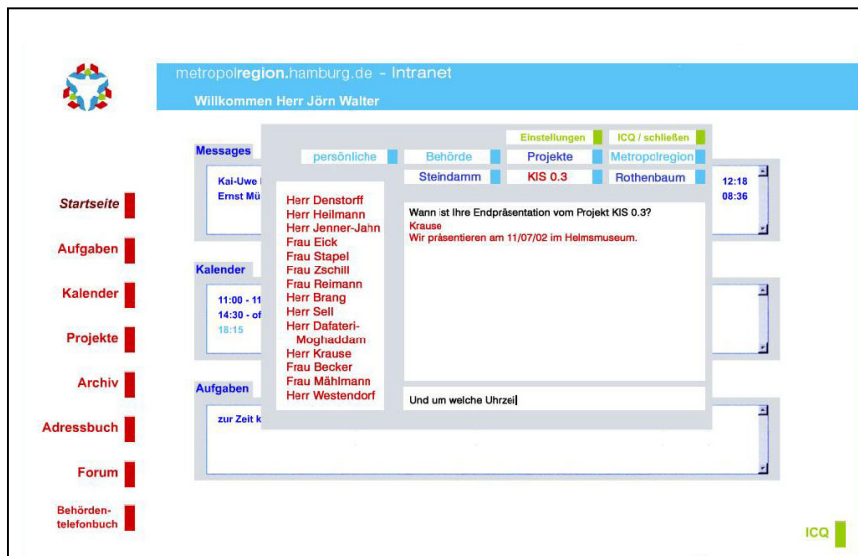 metropolregion.hamburg.de - Intranet
Willkommen Herr Jörn Walter
Startseite
Aufgaben
Kalender
Projekte
Archiv
Adressbuch
Forum
Behörden-
telefonbuch
Messages
Kai-Uwe
Ernst Mü
12:18
08:36
Kalender
11:00 - 11
14:30 - of
18:15
Aufgaben
zur Zeit k
Einstellungen
ICQ / schließen
persönliche
Behörde
Projekte
Metropolregion
Steindamm
KIS 0.3
Rothenbaum
Herr Denstorff
Herr Heilmann
Herr Jenner-Jahn
Frau Eick
Frau Stapel
Frau Zschill
Frau Reimann
Herr Brang
Herr Sell
Herr Dafateri-
Moghaddam
Herr Krause
Frau Becker
Frau Mählmann
Herr Westendorf
Wann ist Ihre Endpräsentation vom Projekt KIS 0.3?
Krause
Wir präsentieren am 11/07/02 im Helmsmuseum.
Und um welche Uhrzei
ICQ